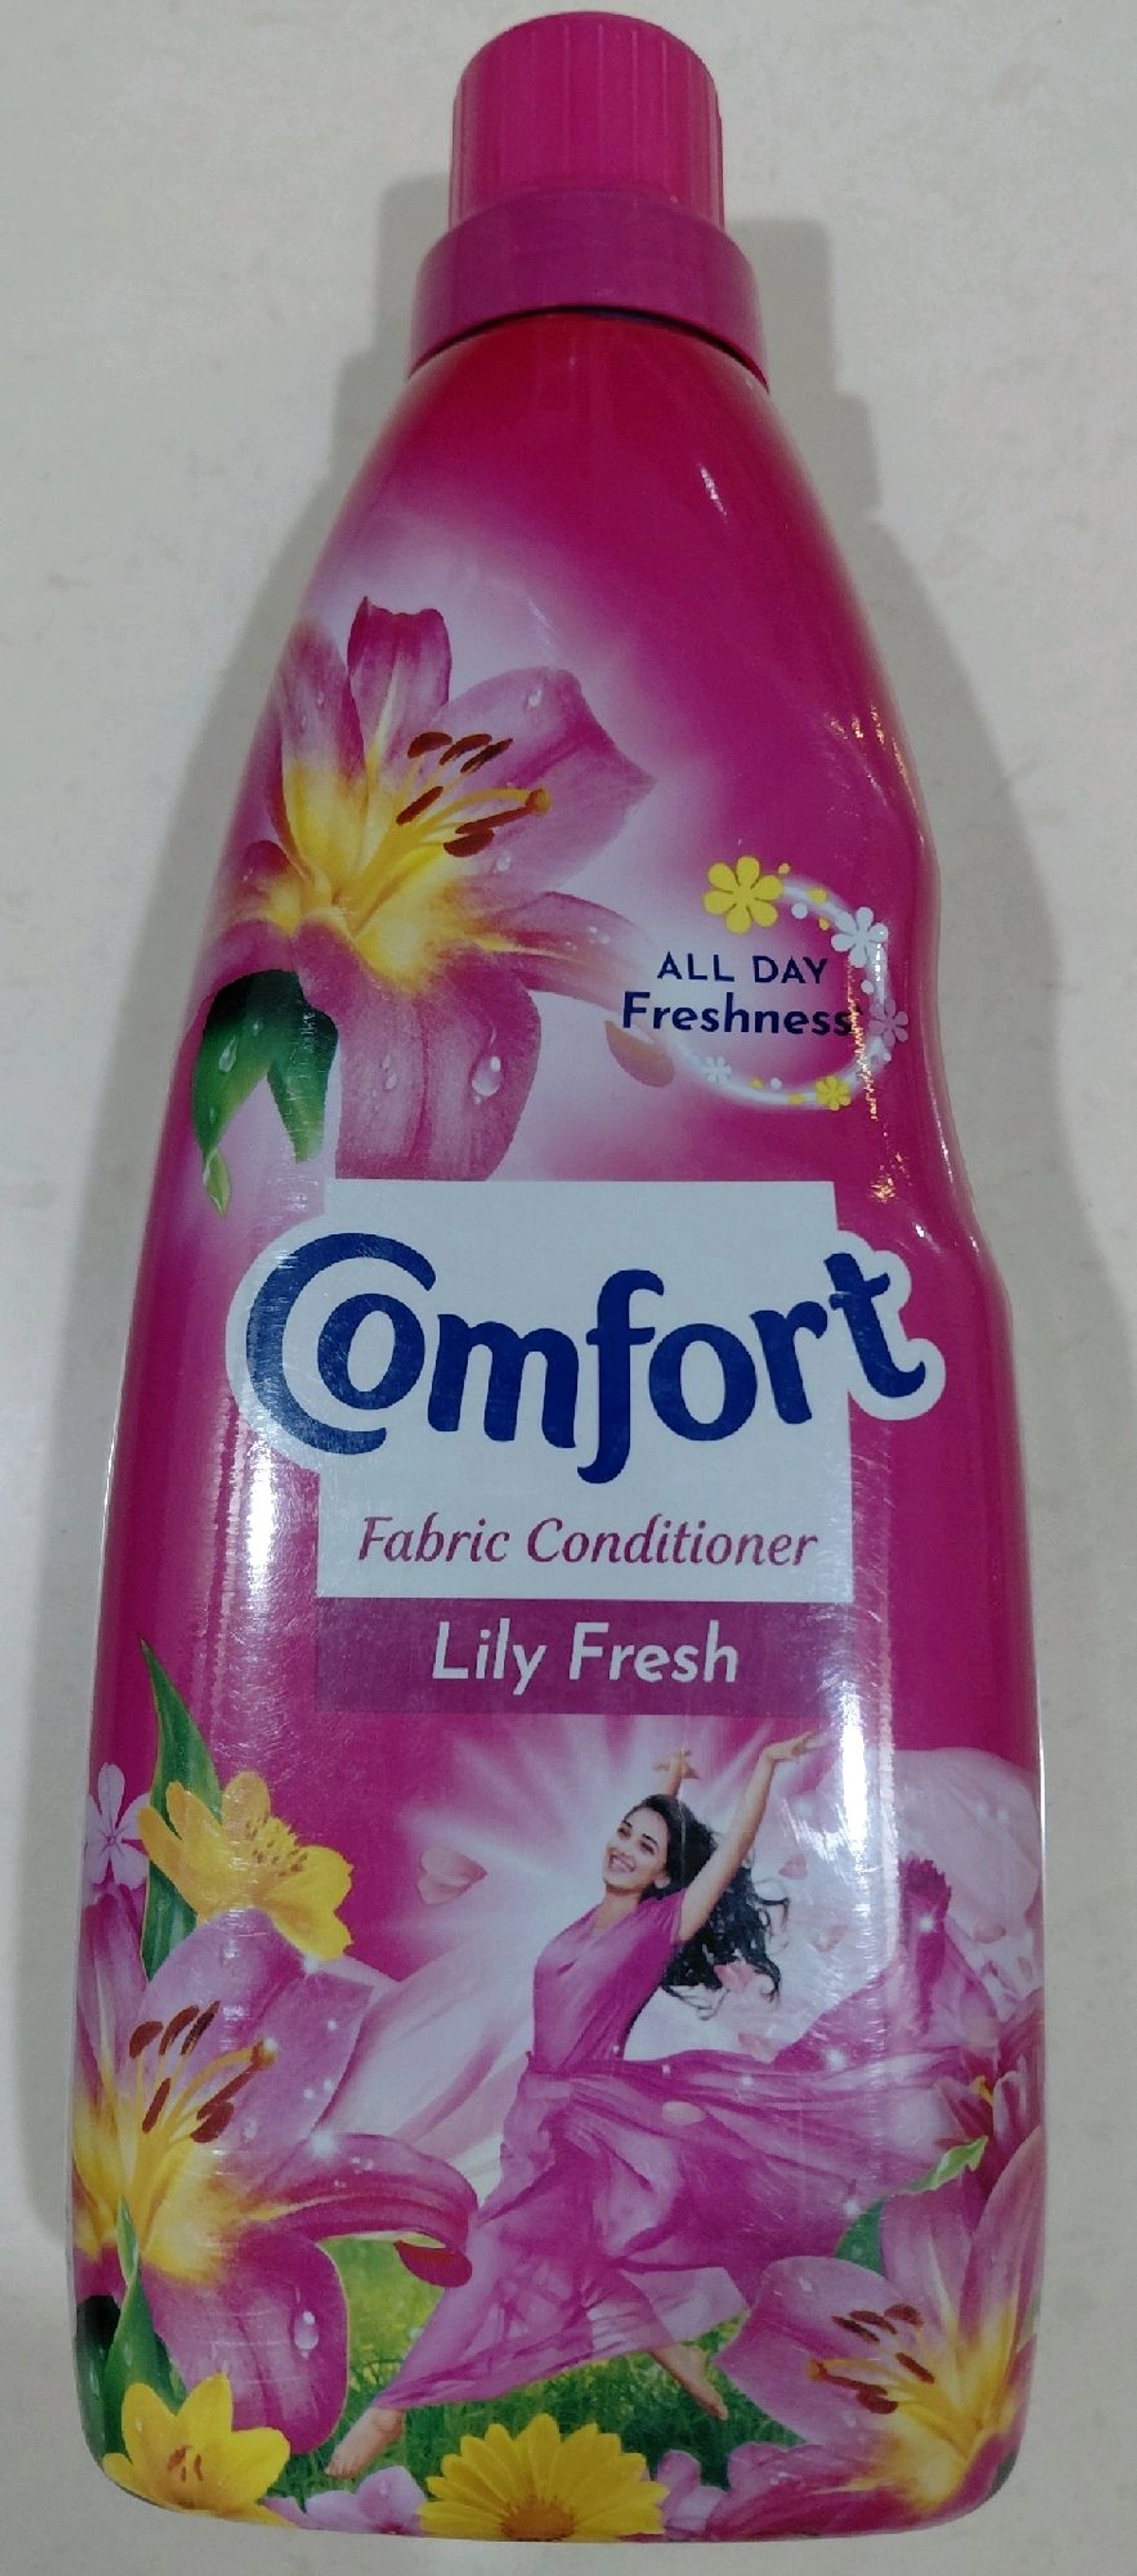 ALL DAY
Freshness
Comfort
Fabric Conditioner
Lily Fresh